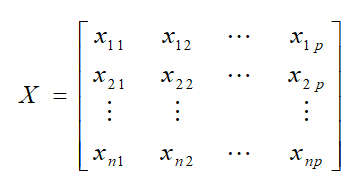 x₁₁ x₁₂ ⋯ x₁ₚ
X = x₂₁ x₂₂ ⋯ x₂ₚ
⋮ ⋮ ⋮
xₙ₁ xₙ₂ ⋯ xₙₚ